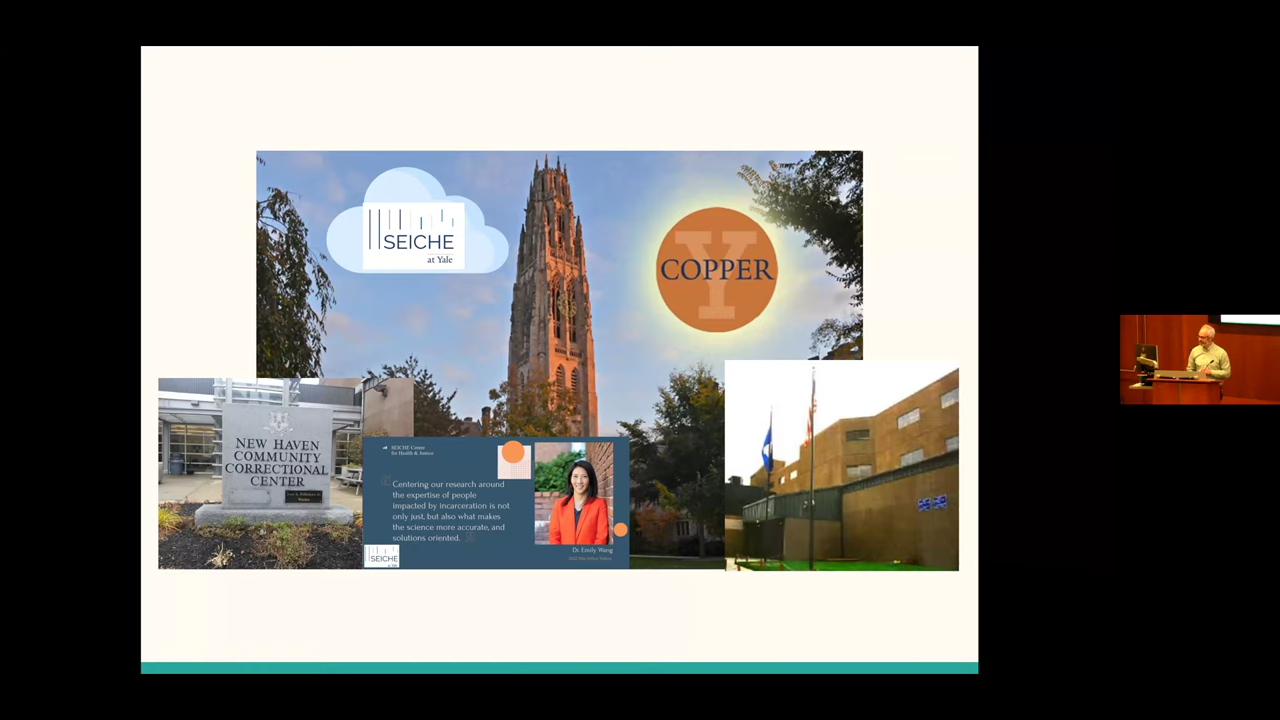 SEICHE
at Yale
Y
COPPER
NEW HAVEN
COMMUNITY
CORRECTIONAL
CENTER
SEICHE Center
for Health & Justice
Centering our research around
the expertise of people
impacted by incarceration is not
only just, but also what makes
the science more accurate, and
solutions oriented.
Dr. Emily Wang
SEICHE
at Yale